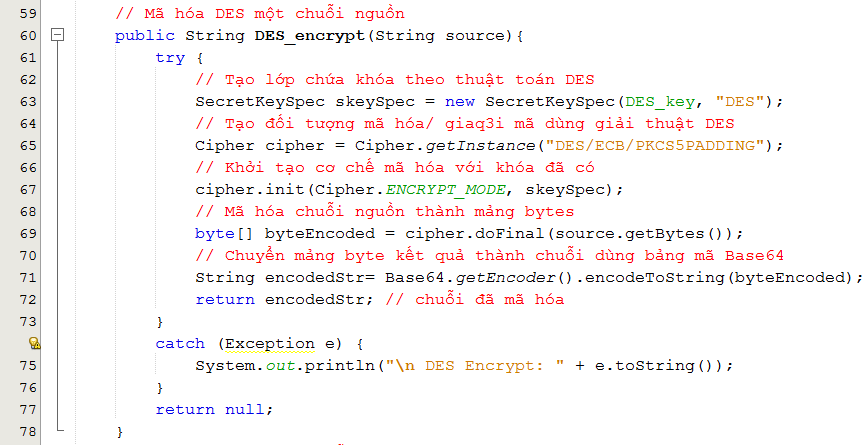 59 // Mã hóa DES một chuỗi nguồn
60 public String DES_encrypt(String source){
61 try {
62 // Tạo lớp chứa khóa theo thuật toán DES
63 SecretKeySpec skeySpec = new SecretKeySpec(DES_key, "DES");
64 // Tạo đối tượng mã hóa/ giaq3i mã dùng giải thuật DES
65 Cipher cipher = Cipher.getInstance("DES/ECB/PKCS5PADDING");
66 // Khởi tạo cơ chế mã hóa với khóa đã có
67 cipher.init(Cipher.ENCRYPT_MODE, skeySpec);
68 // Mã hóa chuỗi nguồn thành mảng bytes
69 byte[] byteEncoded = cipher.doFinal(source.getBytes());
70 // Chuyển mảng byte kết quả thành chuỗi dùng bảng mã Base64
71 String encodedStr= Base64.getEncoder().encodeToString(byteEncoded);
72 return encodedStr; // chuỗi đã mã hóa
73 }
catch (Exception e) {
75 System.out.println("\n DES Encrypt: " + e.toString());
76 }
77 return null;
78 }